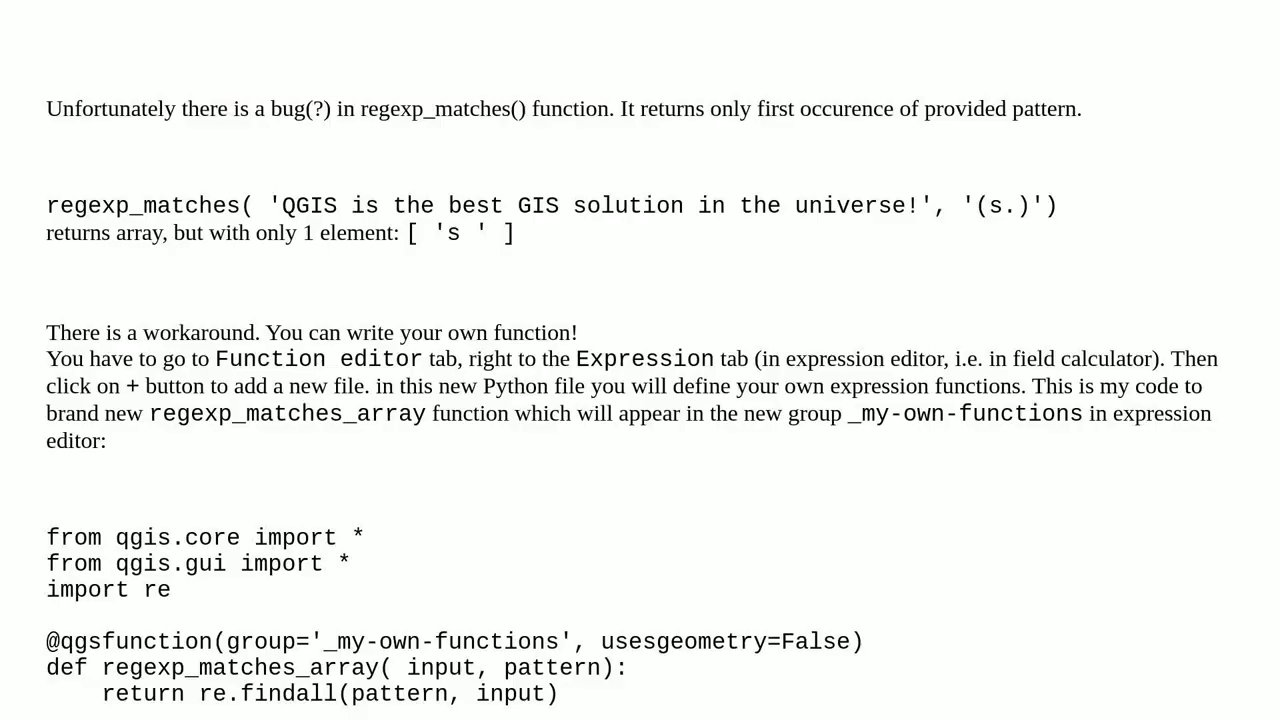 Unfortunately there is a bug(?) in regexp_matches() function. It returns only first occurence of provided pattern.
regexp_matches( 'QGIS is the best GIS solution in the universe!', '(s.)')
returns array, but with only 1 element: [ 's ' ]
There is a workaround. You can write your own function!
You have to go to Function editor tab, right to the Expression tab (in expression editor, i.e. in field calculator). Then
click on + button to add a new file. in this new Python file you will define your own expression functions. This is my code to
brand new regexp_matches_array function which will appear in the new group _my-own-functions in expression
editor:
from qgis.core import *
from qgis.gui import *
import re
@qgsfunction(group='_my-own-functions', usesgeometry=False)
def regexp_matches_array( input, pattern):
    return re.findall(pattern, input)